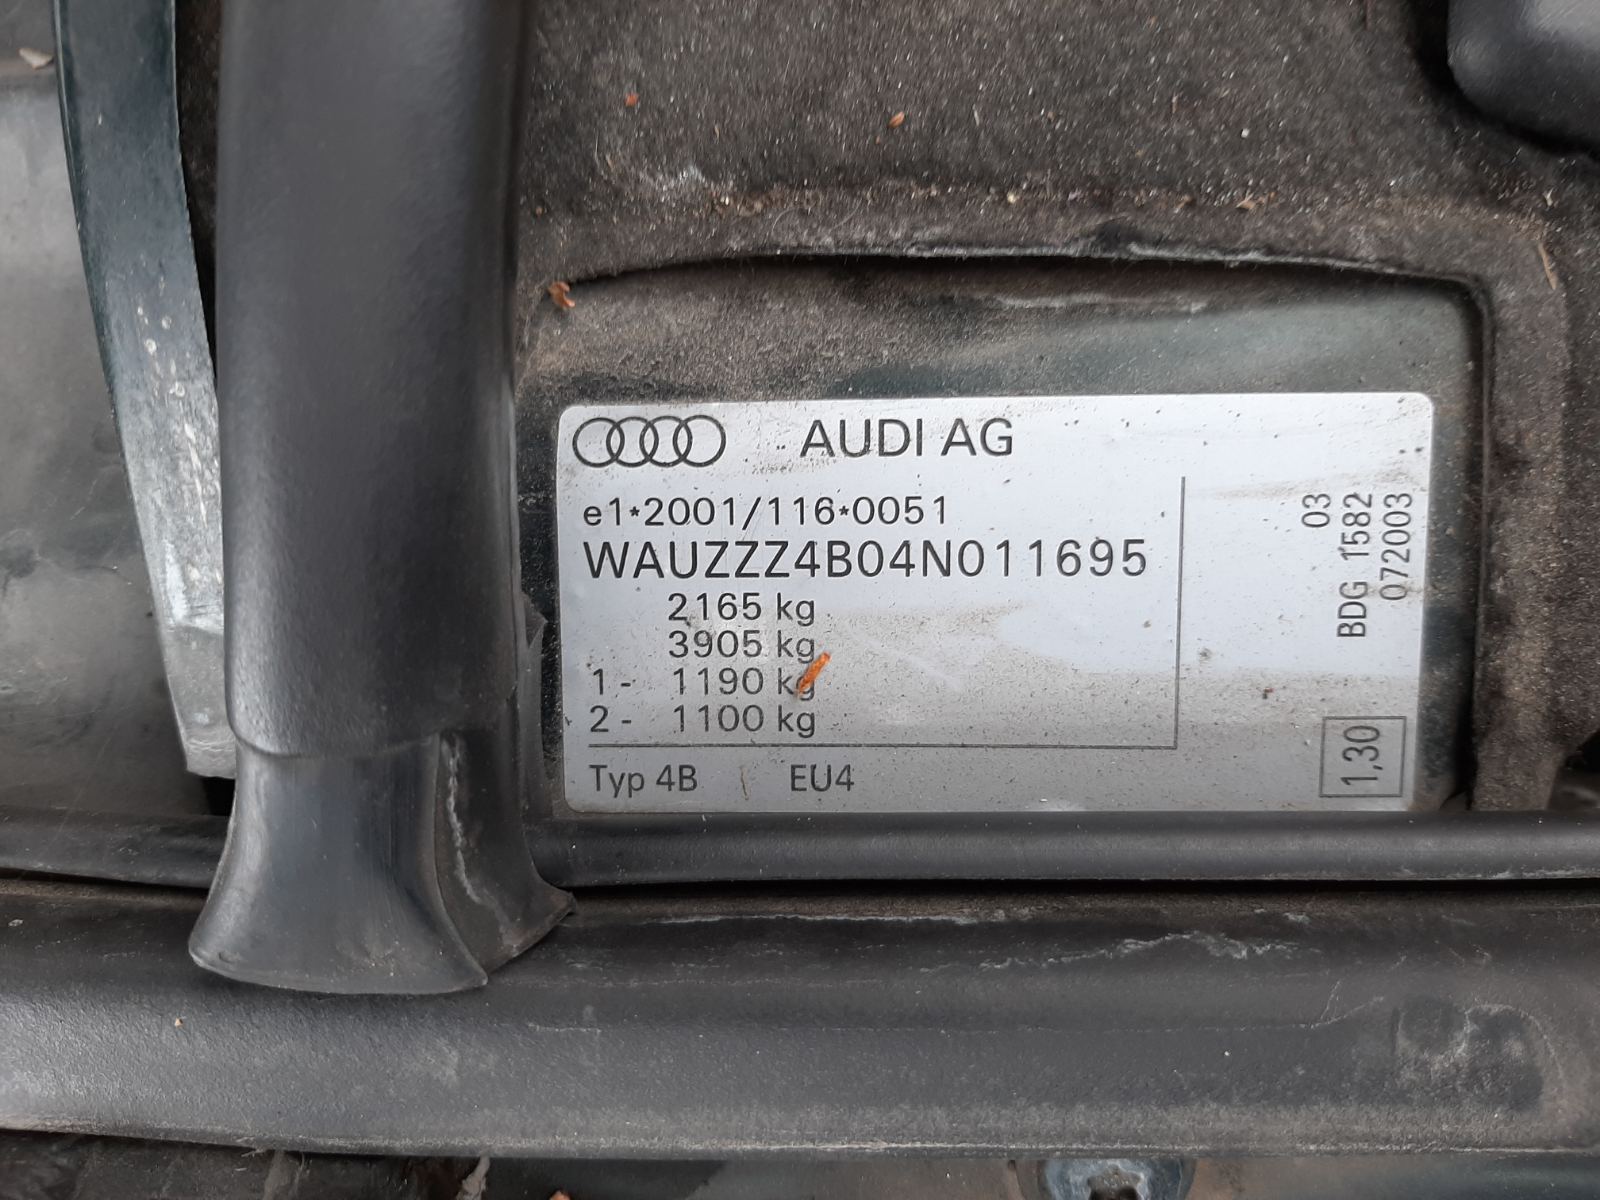 AUDI AG
e1*2001/116*0051
WAUZZZ4B04N011695
2165 kg
3905 kg
1 - 1190 kg
2 - 1100 kg
Typ 4B EU4
03
BDG 1582
072003
1,30